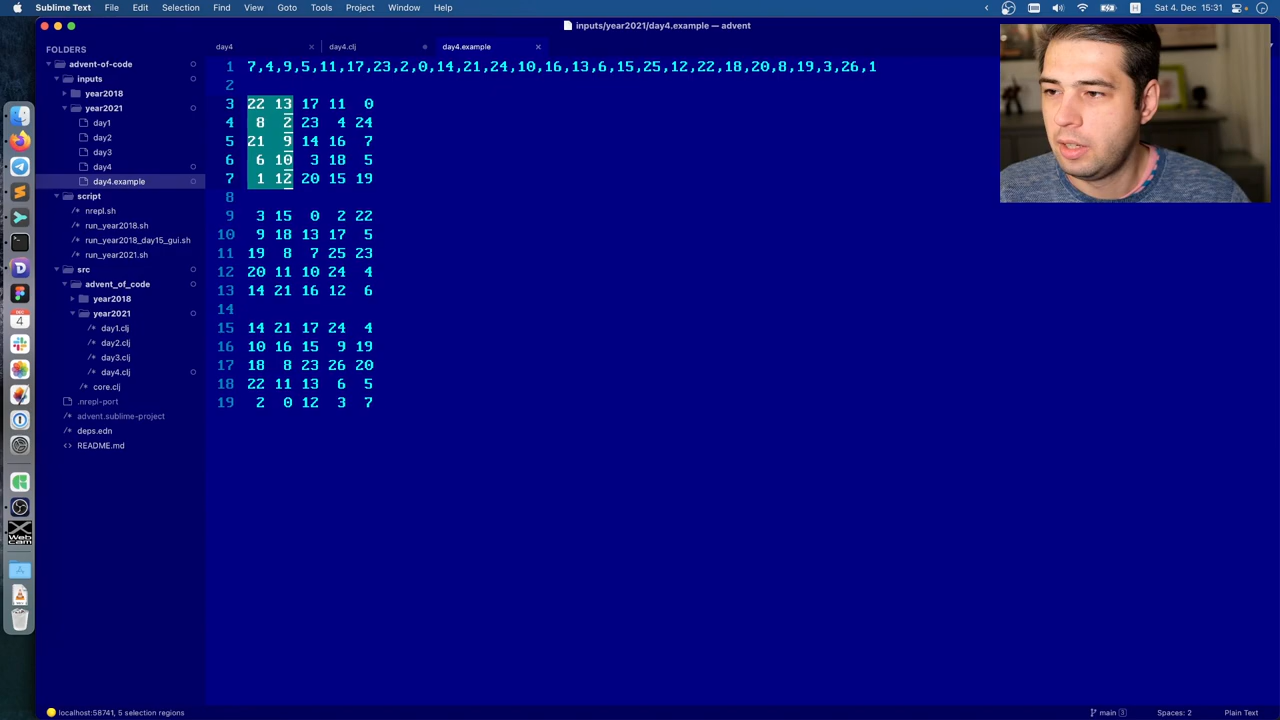 Sublime Text File Edit Selection Find View Goto Tools Project Window Help
Sat 4. Dec 15:31
inputs/year2021/day4.example — advent
FOLDERS
advent-of-code
inputs
year2018
year2021
day1
day2
day3
day4
day4.example
script
nrepl.sh
run_year2018.sh
run_year2018_day15_gui.sh
run_year2021.sh
src
advent_of_code
year2018
year2021
day1.clj
day2.clj
day3.clj
day4.clj
core.clj
.nrepl-port
advent.sublime-project
deps.edn
README.md
day4 day4.clj day4.example
1 7,4,9,5,11,17,23,2,0,14,21,24,10,16,13,6,15,25,12,22,18,20,8,19,3,26,1
2
3 22 13 17 11 0
4 8 2 23 4 24
5 21 9 14 16 7
6 6 10 3 18 5
7 1 12 20 15 19
8
9 3 15 0 2 22
10 9 18 13 17 5
11 19 8 7 25 23
12 20 11 10 24 4
13 14 21 16 12 6
14
15 14 21 17 24 4
16 10 16 15 9 19
17 18 8 23 26 20
18 22 11 13 6 5
19 2 0 12 3 7
localhost:58741, 5 selection regions
main 3 Spaces: 2 Plain Text